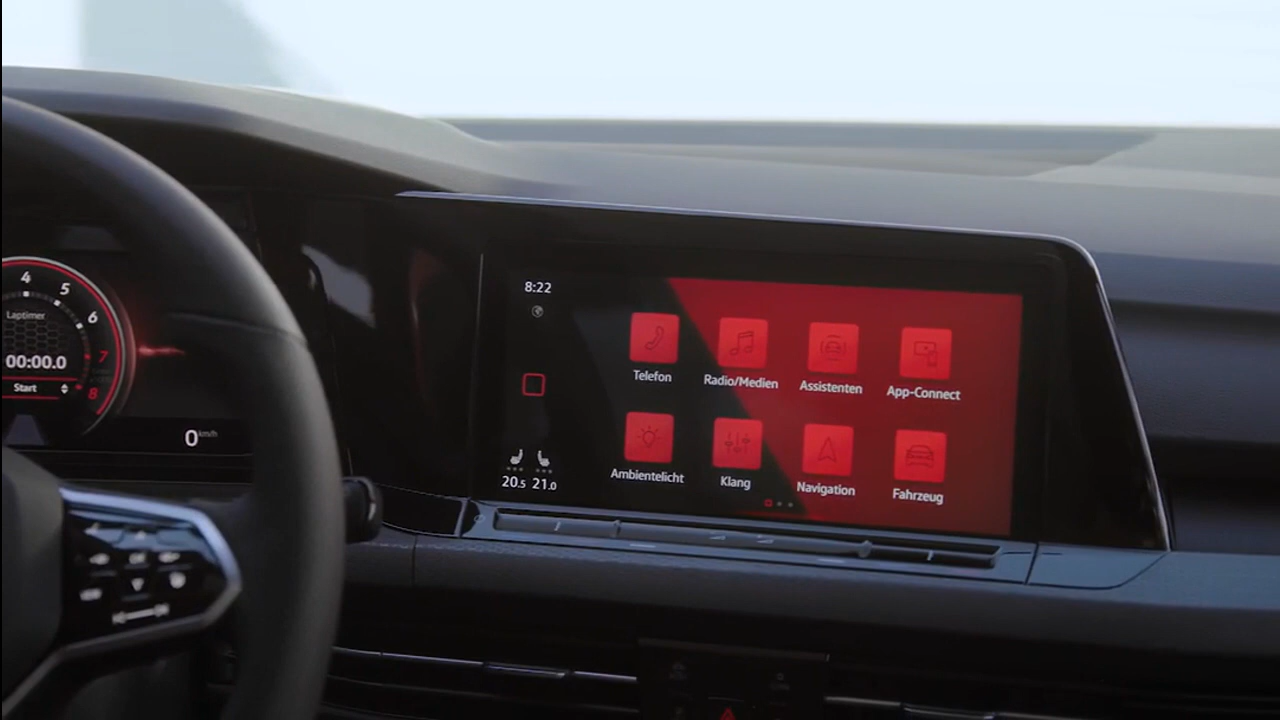 4
5
6
7
8
Laptimer
00:00.0
Start
0 km/h
8:22
Telefon
Radio/Medien
Assistenten
App-Connect
Ambientelicht
Klang
Navigation
Fahrzeug
20.5 21.0